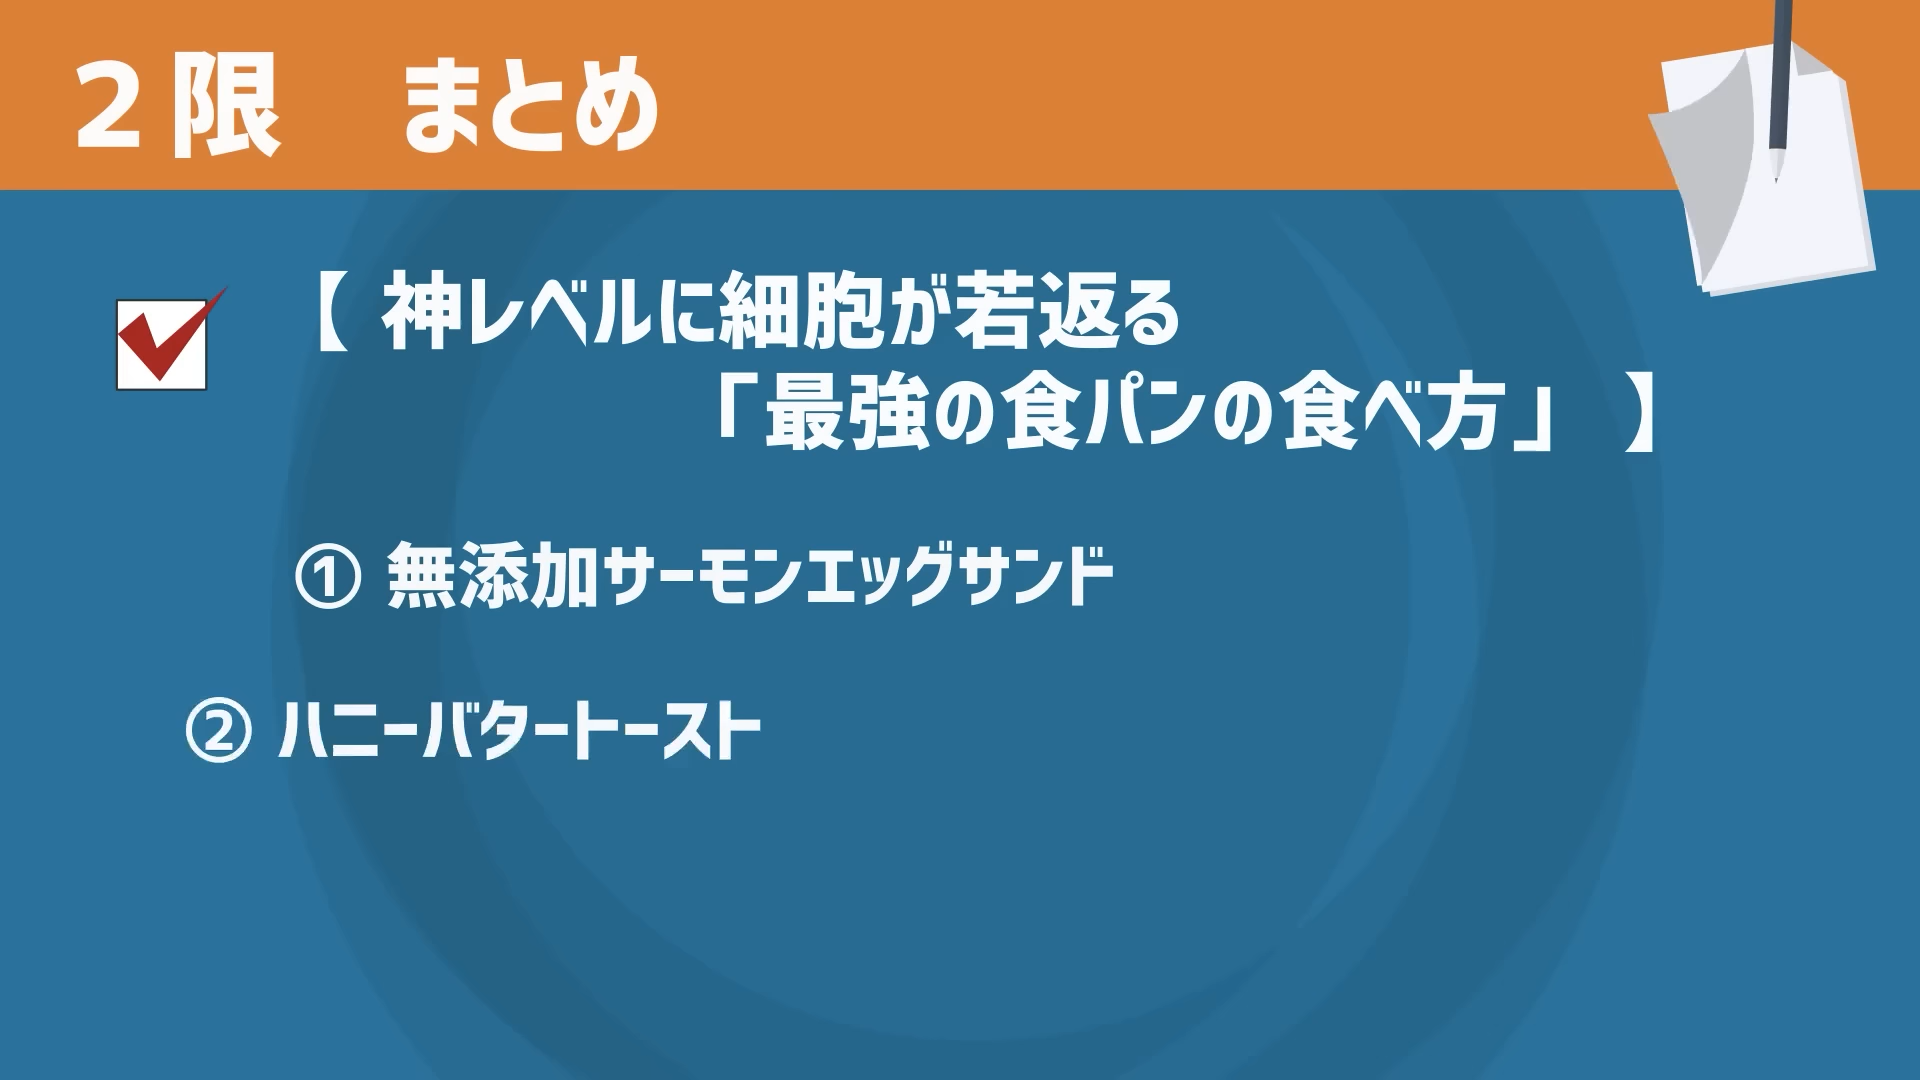 ２限　まとめ
【 神レベルに細胞が若返る
「最強の食パンの食べ方」 】
① 無添加サーモンエッグサンド
② ハニーバタートースト